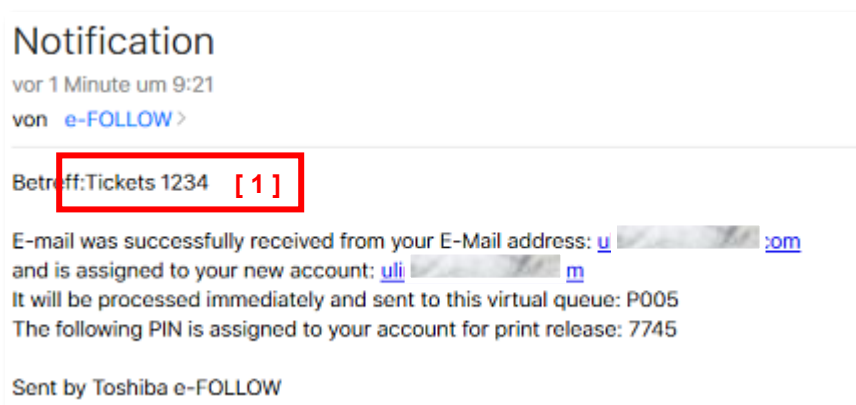 Notification
vor 1 Minute um 9:21
von e-FOLLOW >
Betreff:Tickets 1234 [ 1 ]
E-mail was successfully received from your E-Mail address: u :om
and is assigned to your new account: uli m
It will be processed immediately and sent to this virtual queue: P005
The following PIN is assigned to your account for print release: 7745
Sent by Toshiba e-FOLLOW